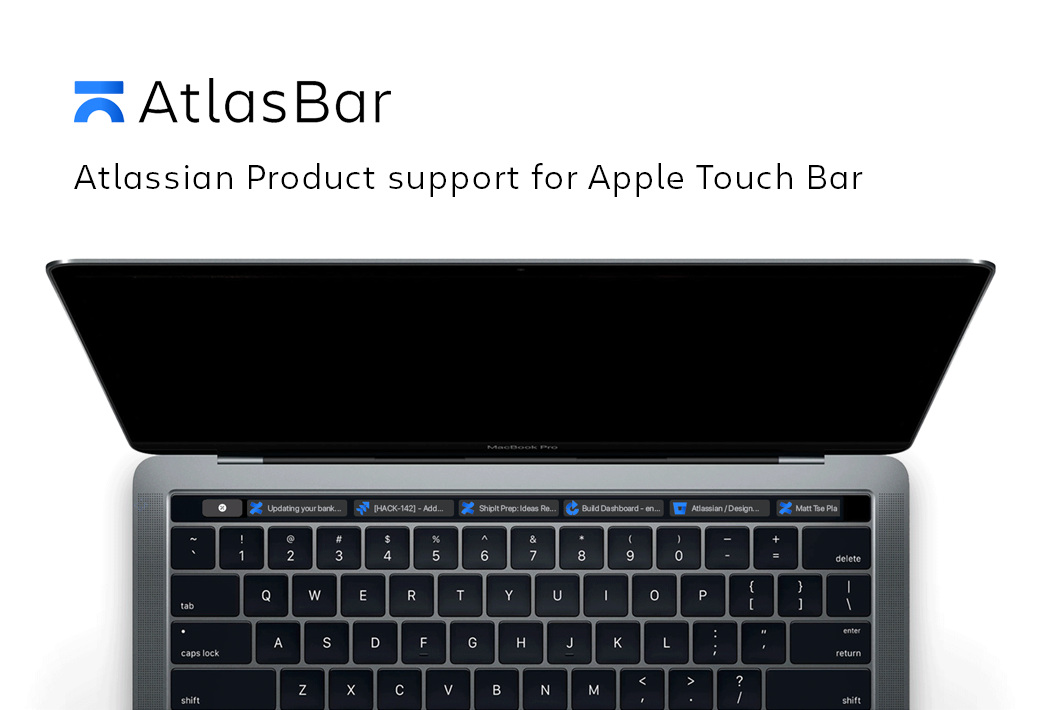 AtlasBar
Atlassian Product support for Apple Touch Bar
MacBook Pro
Updating your bank... [HACK-142] - Add... ShipIt Prep: Ideas Re... Build Dashboard - en... Atlassian / Design... Matt Tse Pla
~ ! @ # $ % ^ & * ( ) — +
` 1 2 3 4 5 6 7 8 9 0 - = delete
tab Q W E R T Y U I O P { [ } ] | \
caps lock A S D F G H J K L : ; " ' enter return
shift Z X C V B N M < , > . ? / shift